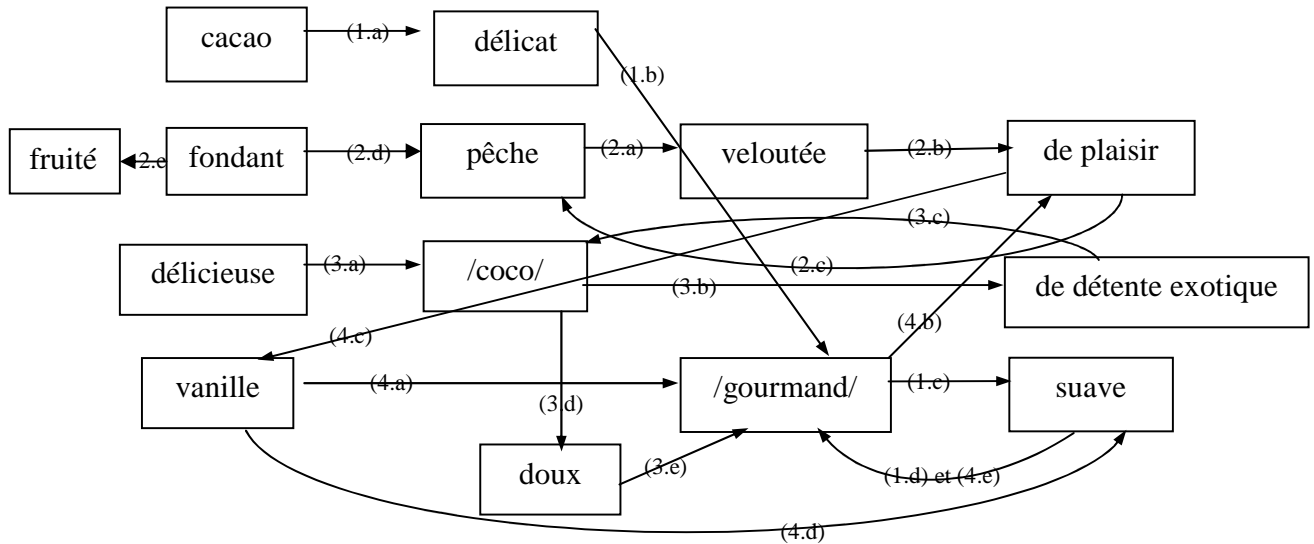 cacao
(1.a)
délicat
(1.b)
fruité
2.e
fondant
(2.d)
pêche
(2.a)
veloutée
(2.b)
de plaisir
(3.c)
délicieuse
(3.a)
/coco/
(2.c)
(3.b)
de détente exotique
(4.c)
(4.b)
vanille
(4.a)
/gourmand/
(1.c)
suave
(3.d)
doux
(3.e)
(1.d) et (4.e)
(4.d)